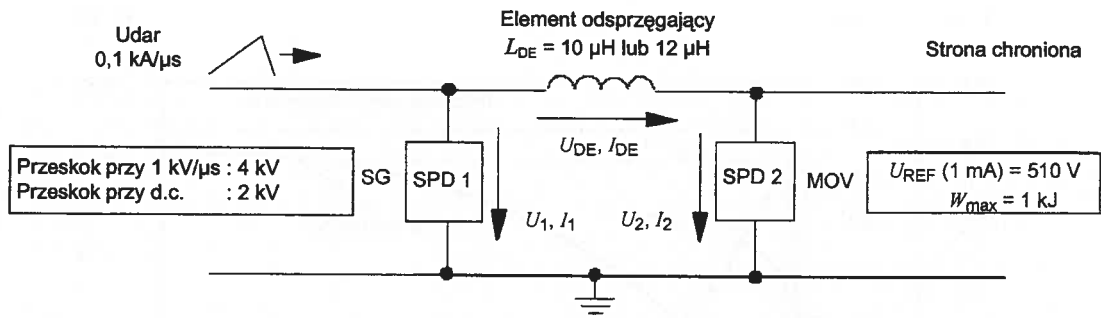 Udar
0,1 kA/μs
Element odsprzęgający
L_DE = 10 μH lub 12 μH
Strona chroniona
U_DE, I_DE
Przeskok przy 1 kV/μs : 4 kV
Przeskok przy d.c. : 2 kV
SG
SPD 1
SPD 2
MOV
U_REF (1 mA) = 510 V
W_max = 1 kJ
U_1, I_1
U_2, I_2